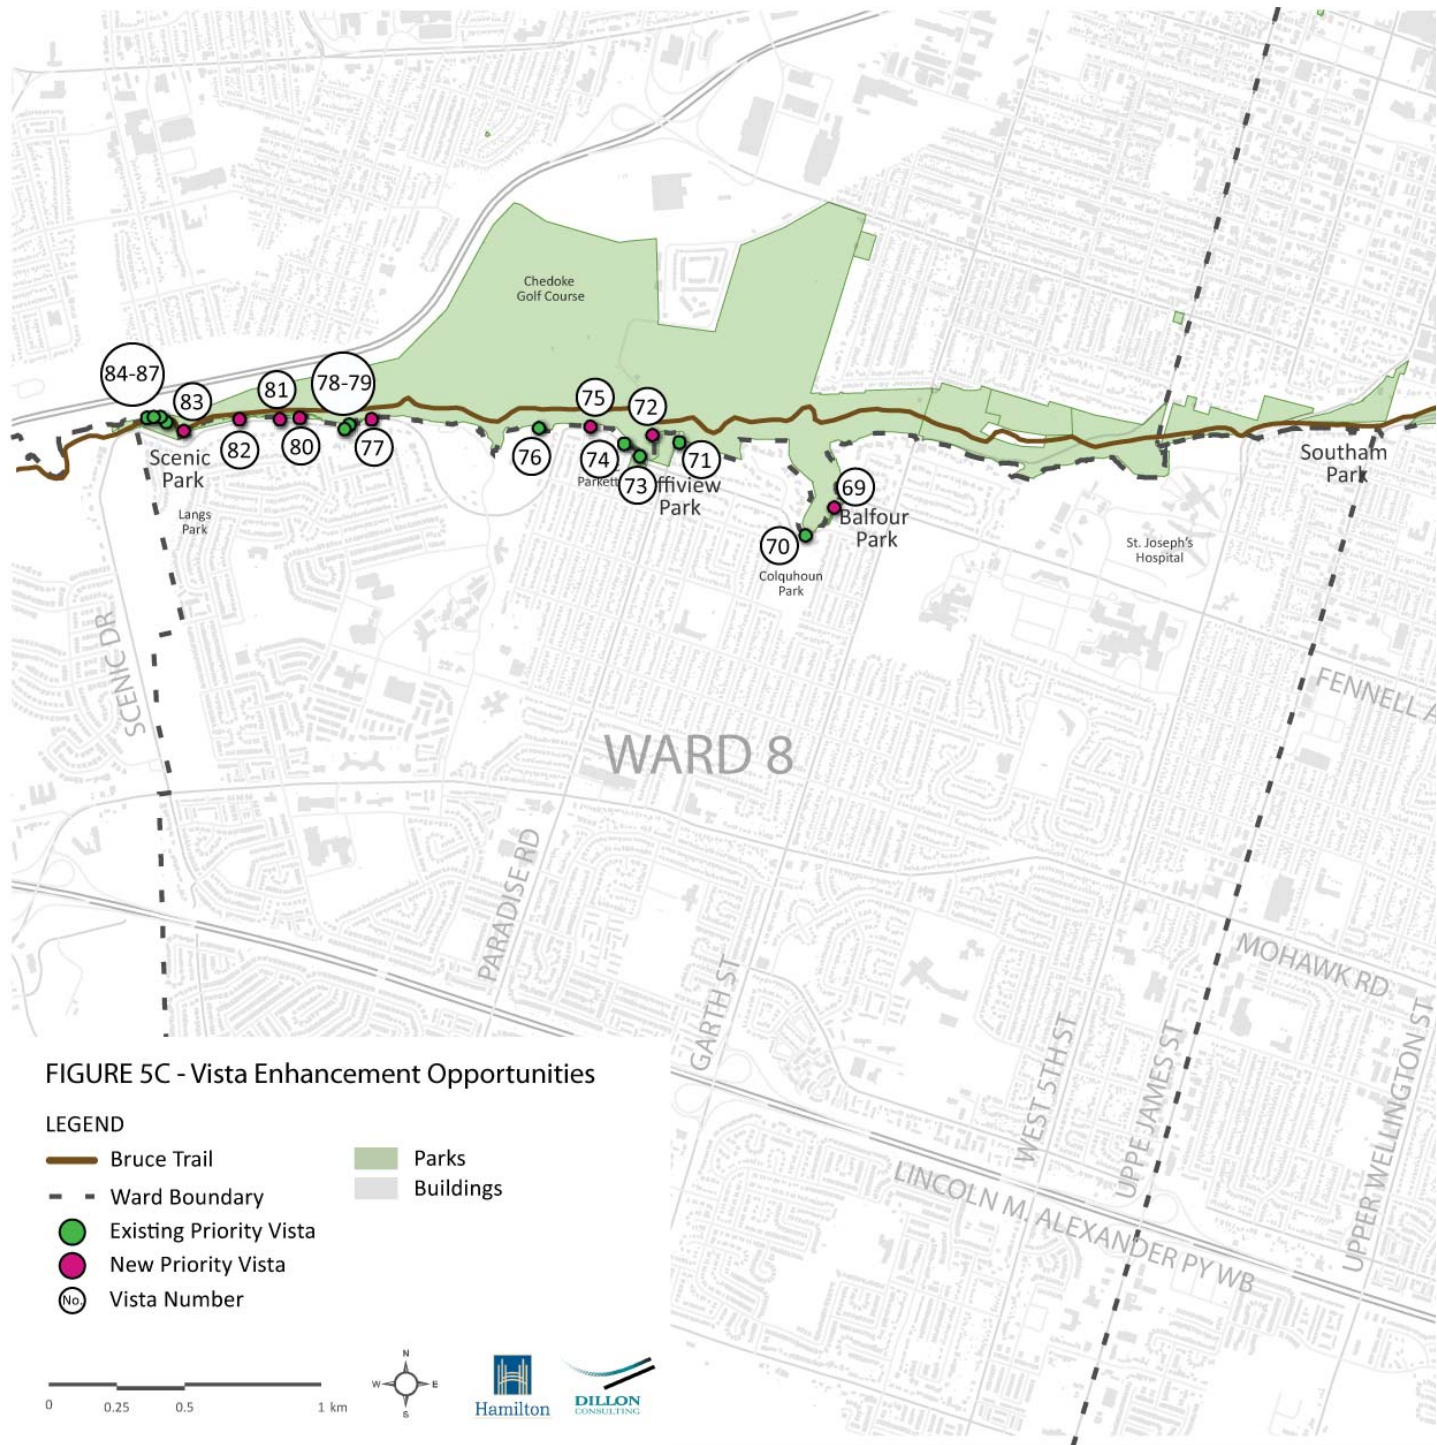 Chedoke
Golf Course
84-87
83
81
78-79
75
72
82
80
77
76
74
73
71
69
70
Scenic
Park
Langs
Park
ffview
Park
Balfour
Park
Colquhoun
Park
St. Joseph's
Hospital
Southam
Park
SCENIC DR
FENNELL A
WARD 8
PARADISE RD
GARTH ST
MOHAWK RD
WEST 5TH ST
UPPE JAMES ST
UPPER WELLINGTON ST
LINCOLN M. ALEXANDER PY WB
FIGURE 5C - Vista Enhancement Opportunities
LEGEND
Bruce Trail
Parks
Ward Boundary
Buildings
Existing Priority Vista
New Priority Vista
No. Vista Number
0 0.25 0.5 1 km
N
W E
S
Hamilton
DILLON
CONSULTING